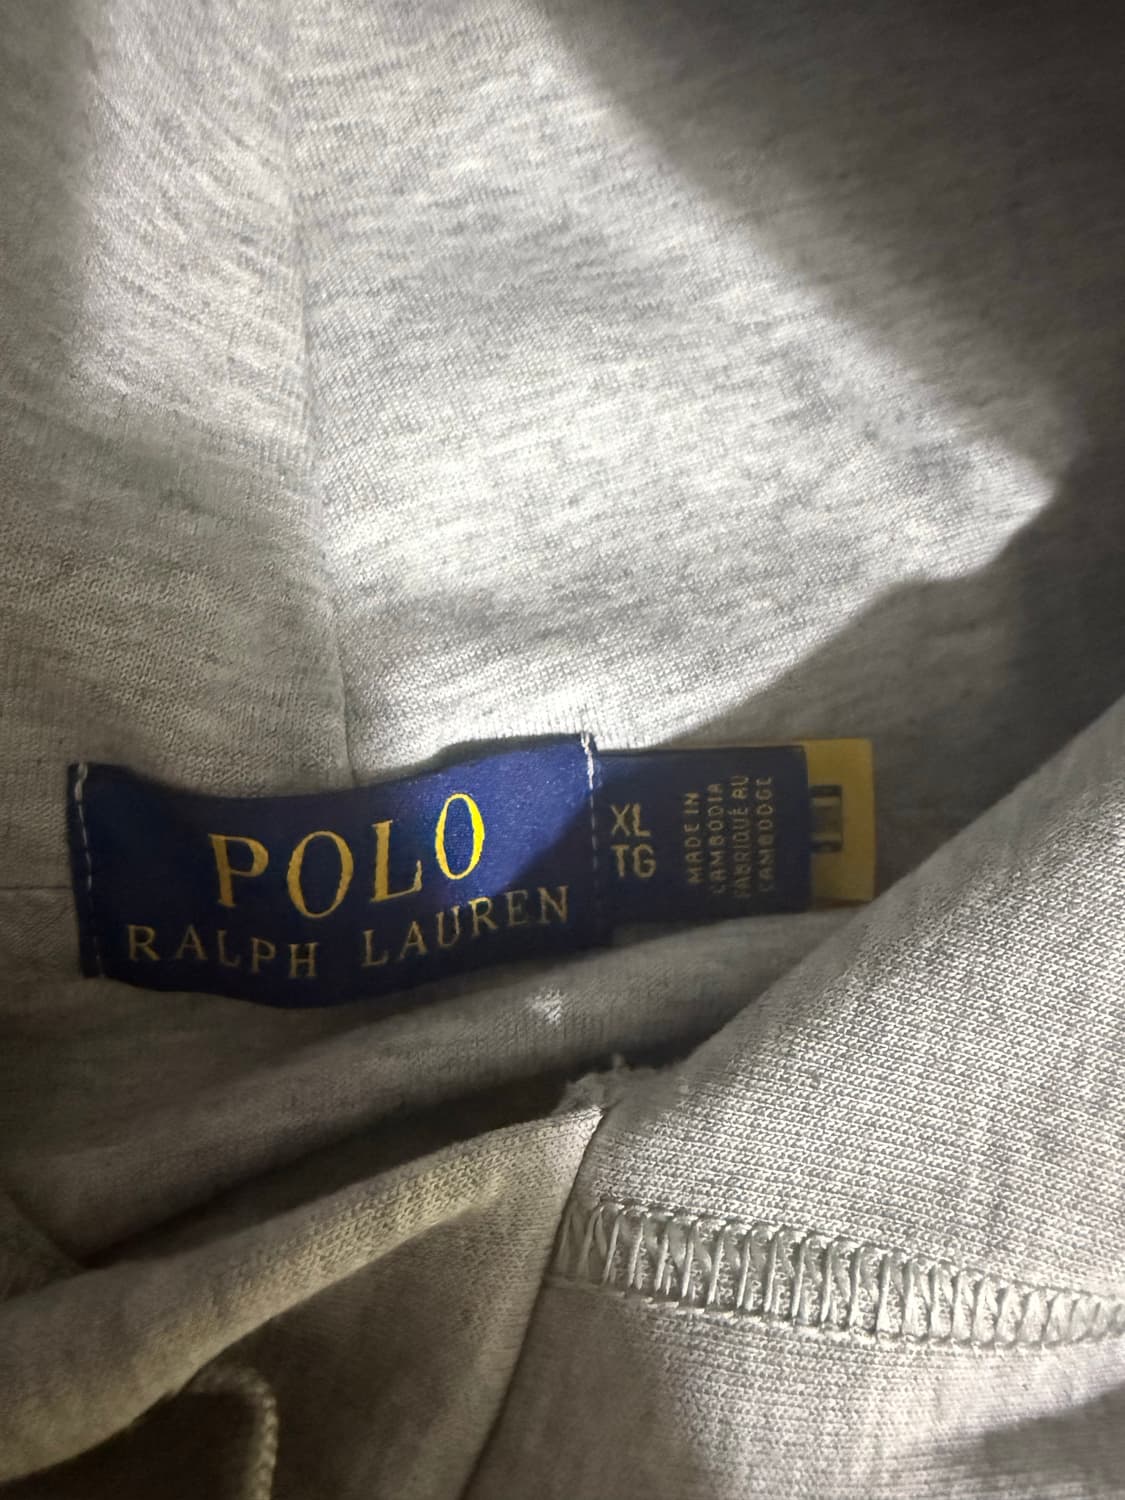 POLO
RALPH LAUREN
XL
TG
MADE IN
CAMBODIA
FABRIQUÉ AU
CAMBODGE